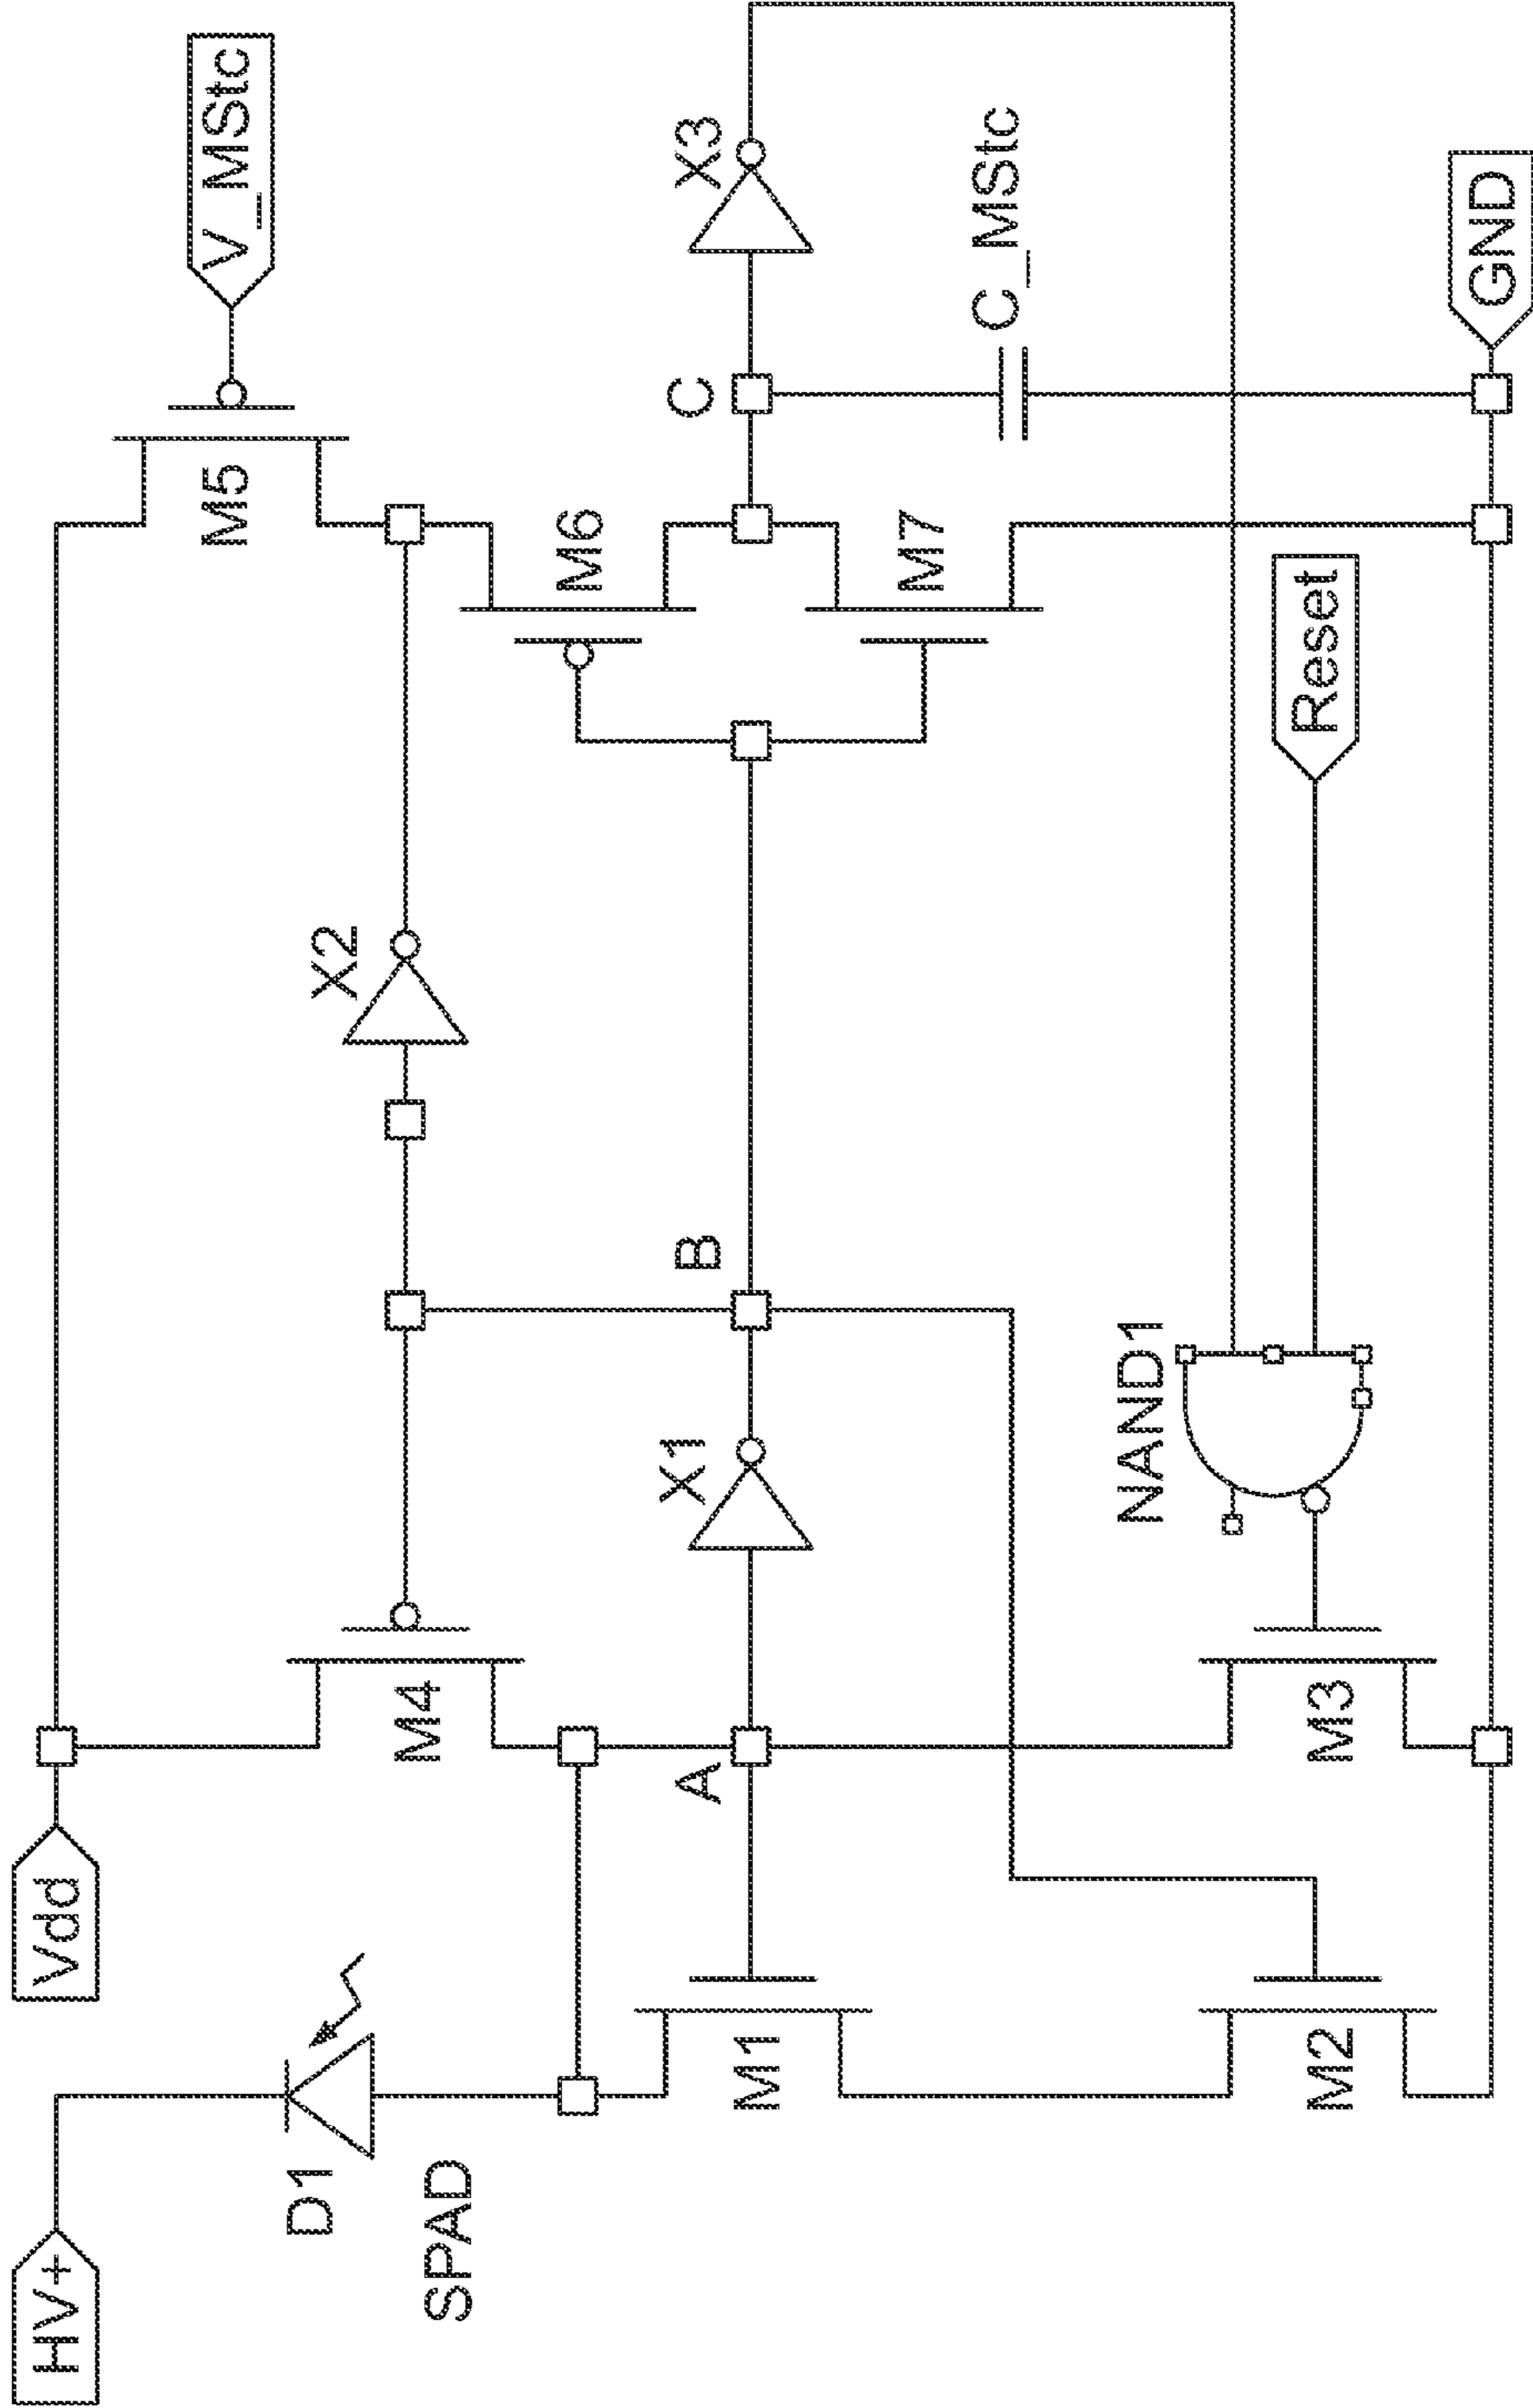 HV+
Vdd
V_MStc
D1
SPAD
M4
X2
M5
M6
A
X1
B
C
X3
M1
M7
C_MStc
NAND1
M2
M3
Reset
GND